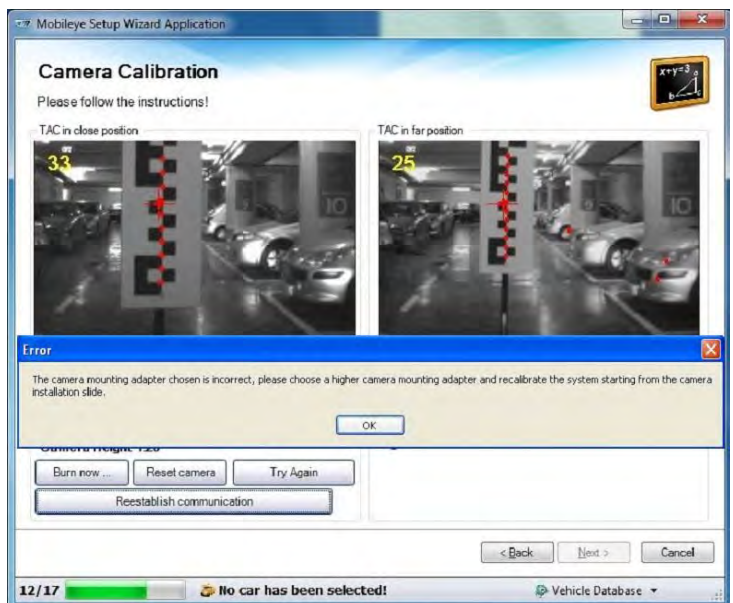 Mobileye Setup Wizard Application
Camera Calibration
Please follow the instructions!
x+y=3
a
b
c
TAC in close position
TAC in far position
33
25
10
10
Error
The camera mounting adapter chosen is incorrect, please choose a higher camera mounting adapter and recalibrate the system starting from the camera
installation slide.
OK
Burn now ...
Reset camera
Try Again
Reestablish communication
< Back
Next >
Cancel
12/17
No car has been selected!
Vehicle Database